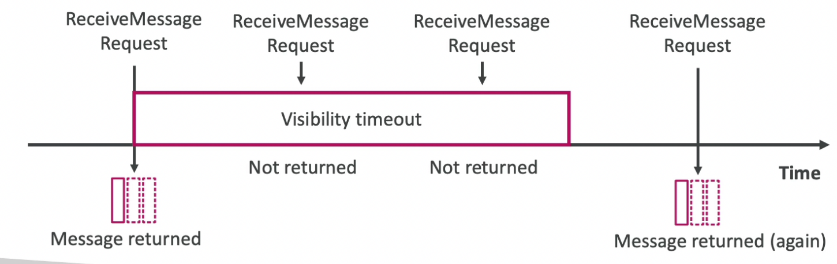 ReceiveMessage
Request
ReceiveMessage
Request
ReceiveMessage
Request
ReceiveMessage
Request
Visibility timeout
Not returned
Not returned
Time
Message returned
Message returned (again)